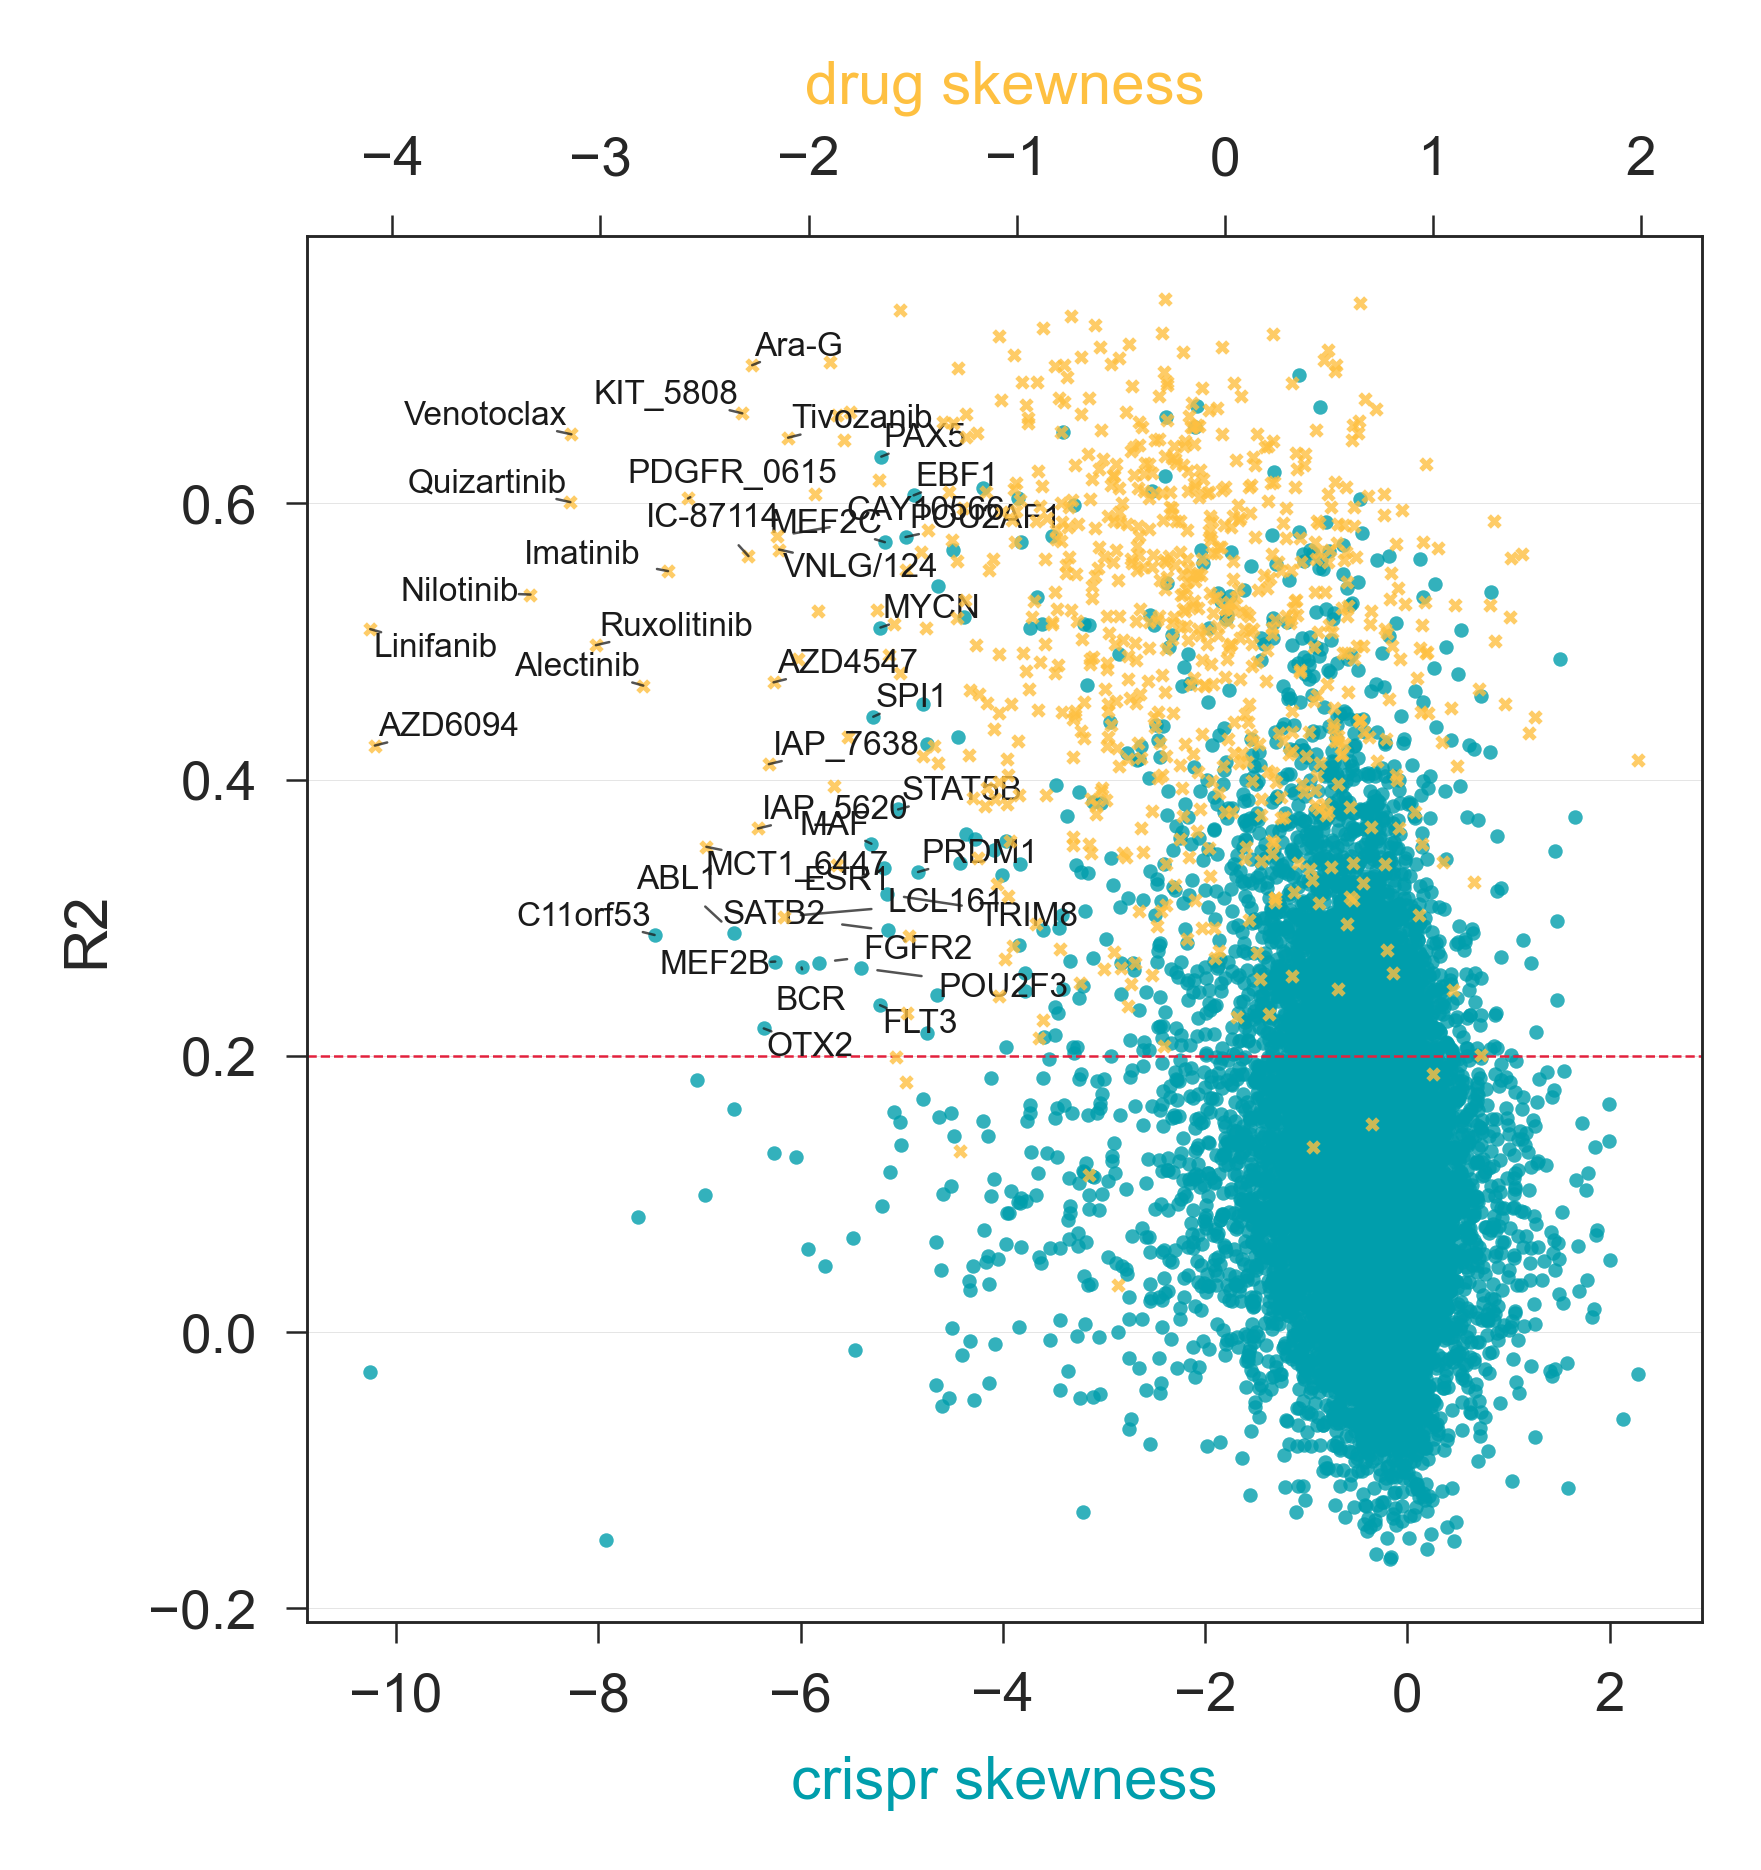 drug skewness
−4 −3 −2 −1 0 1 2
Ara-G
KIT_5808
Venotoclax
Tivozanib
PAX5
PDGFR_0615
EBF1
Quizartinib
CAY10566
IC-87114
MEF2C
POU2AF1
Imatinib
VNLG/124
Nilotinib
MYCN
Ruxolitinib
Linifanib
Alectinib
AZD4547
SPI1
AZD6094
IAP_7638
STAT5B
IAP_5620
MAF
PRDM1
MCT1_6447
ABL1
ESR1
LCL161
C11orf53
SATB2
TRIM8
MEF2B
FGFR2
POU2F3
BCR
FLT3
OTX2
0.6
0.4
0.2
0.0
−0.2
R2
−10 −8 −6 −4 −2 0 2
crispr skewness